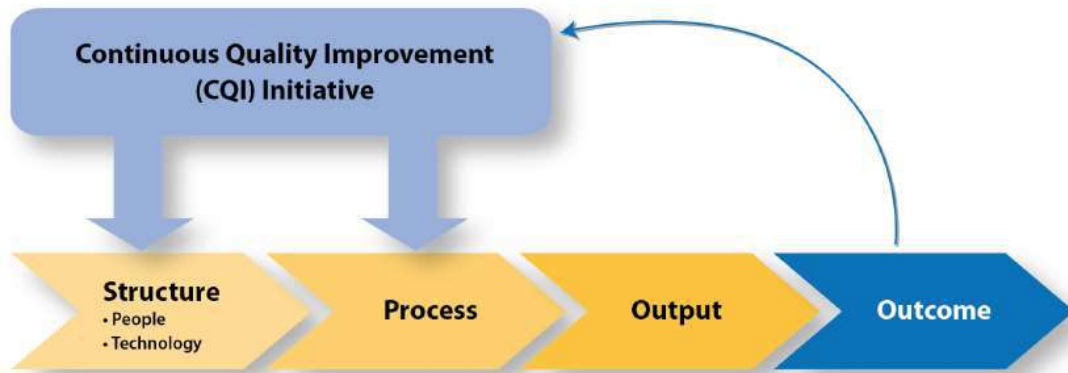 Continuous Quality Improvement
(CQI) Initiative
Structure
• People
• Technology
Process
Output
Outcome